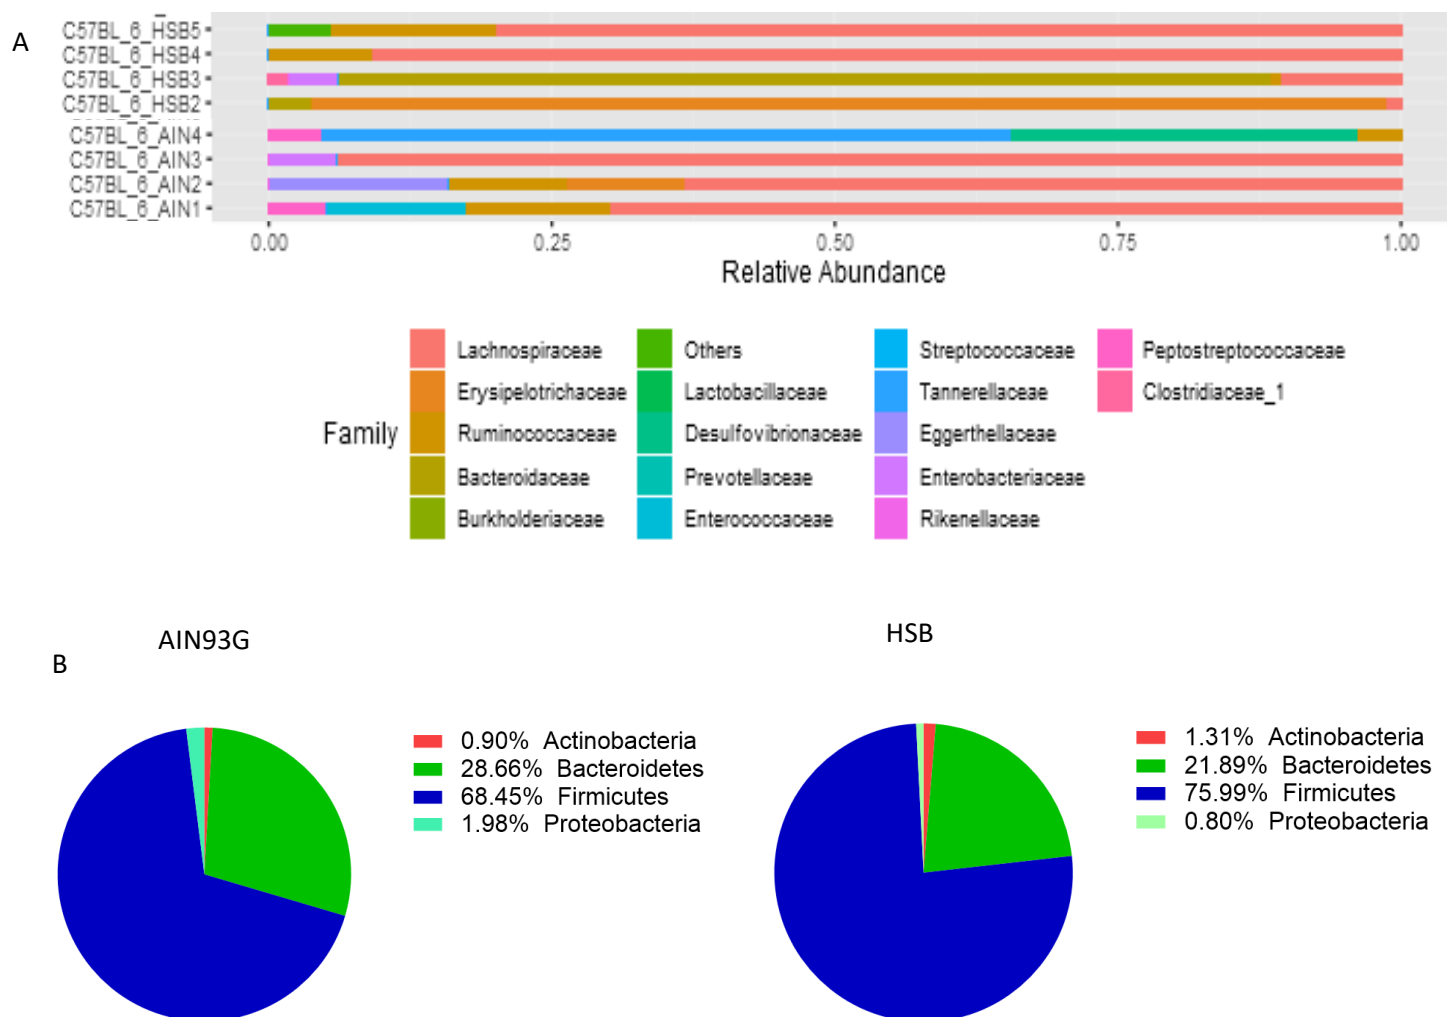 A
C57BL_6_HSB5
C57BL_6_HSB4
C57BL_6_HSB3
C57BL_6_HSB2
C57BL_6_AIN4
C57BL_6_AIN3
C57BL_6_AIN2
C57BL_6_AIN1
0.00 0.25 0.50 0.75 1.00
Relative Abundance
Family
Lachnospiraceae Others Streptococcaceae Peptostreptococcaceae
Erysipelotrichaceae Lactobacillaceae Tannerellaceae Clostridiaceae_1
Ruminococcaceae Desulfovibrionaceae Eggerthellaceae
Bacteroidaceae Prevotellaceae Enterobacteriaceae
Burkholderiaceae Enterococcaceae Rikenellaceae
B
AIN93G
0.90% Actinobacteria
28.66% Bacteroidetes
68.45% Firmicutes
1.98% Proteobacteria
HSB
1.31% Actinobacteria
21.89% Bacteroidetes
75.99% Firmicutes
0.80% Proteobacteria